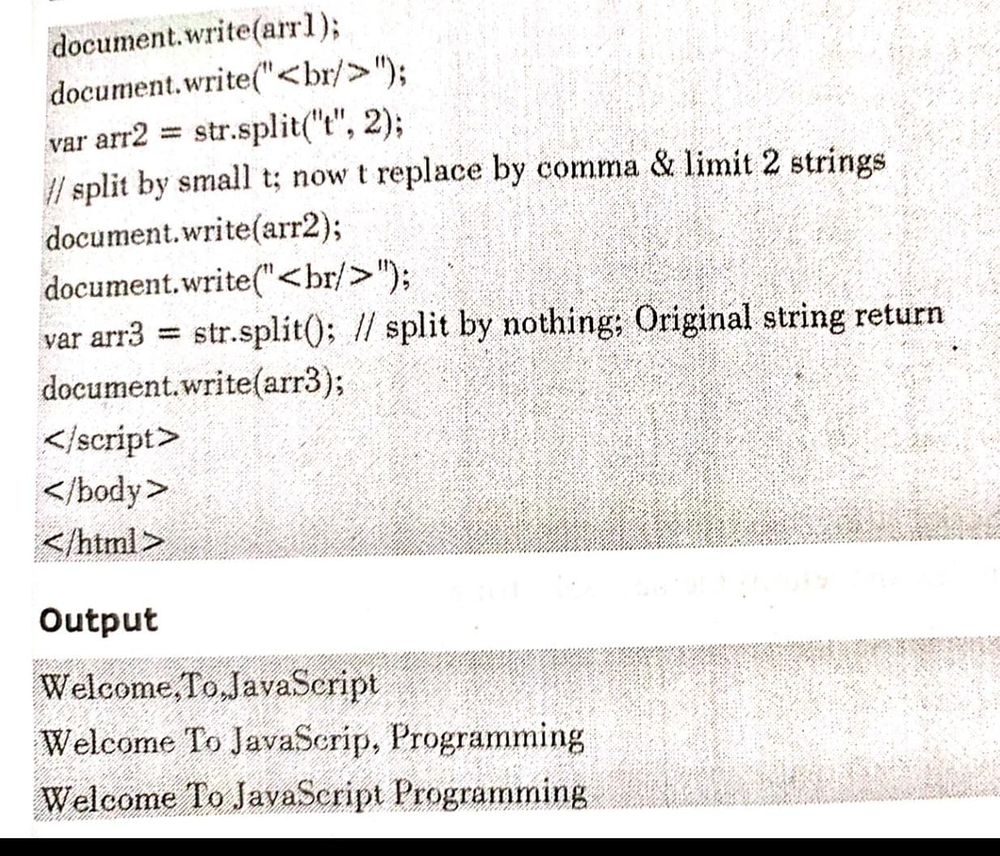 document.write(arr1);
document.write("<br/>");
var arr2 = str.split("t", 2);
// split by small t; now t replace by comma & limit 2 strings
document.write(arr2);
document.write("<br/>");
var arr3 = str.split(); // split by nothing; Original string return
document.write(arr3);
</script>
</body>
</html>
Output
Welcome,To,JavaScript
Welcome To JavaScrip, Programming
Welcome To JavaScript Programming